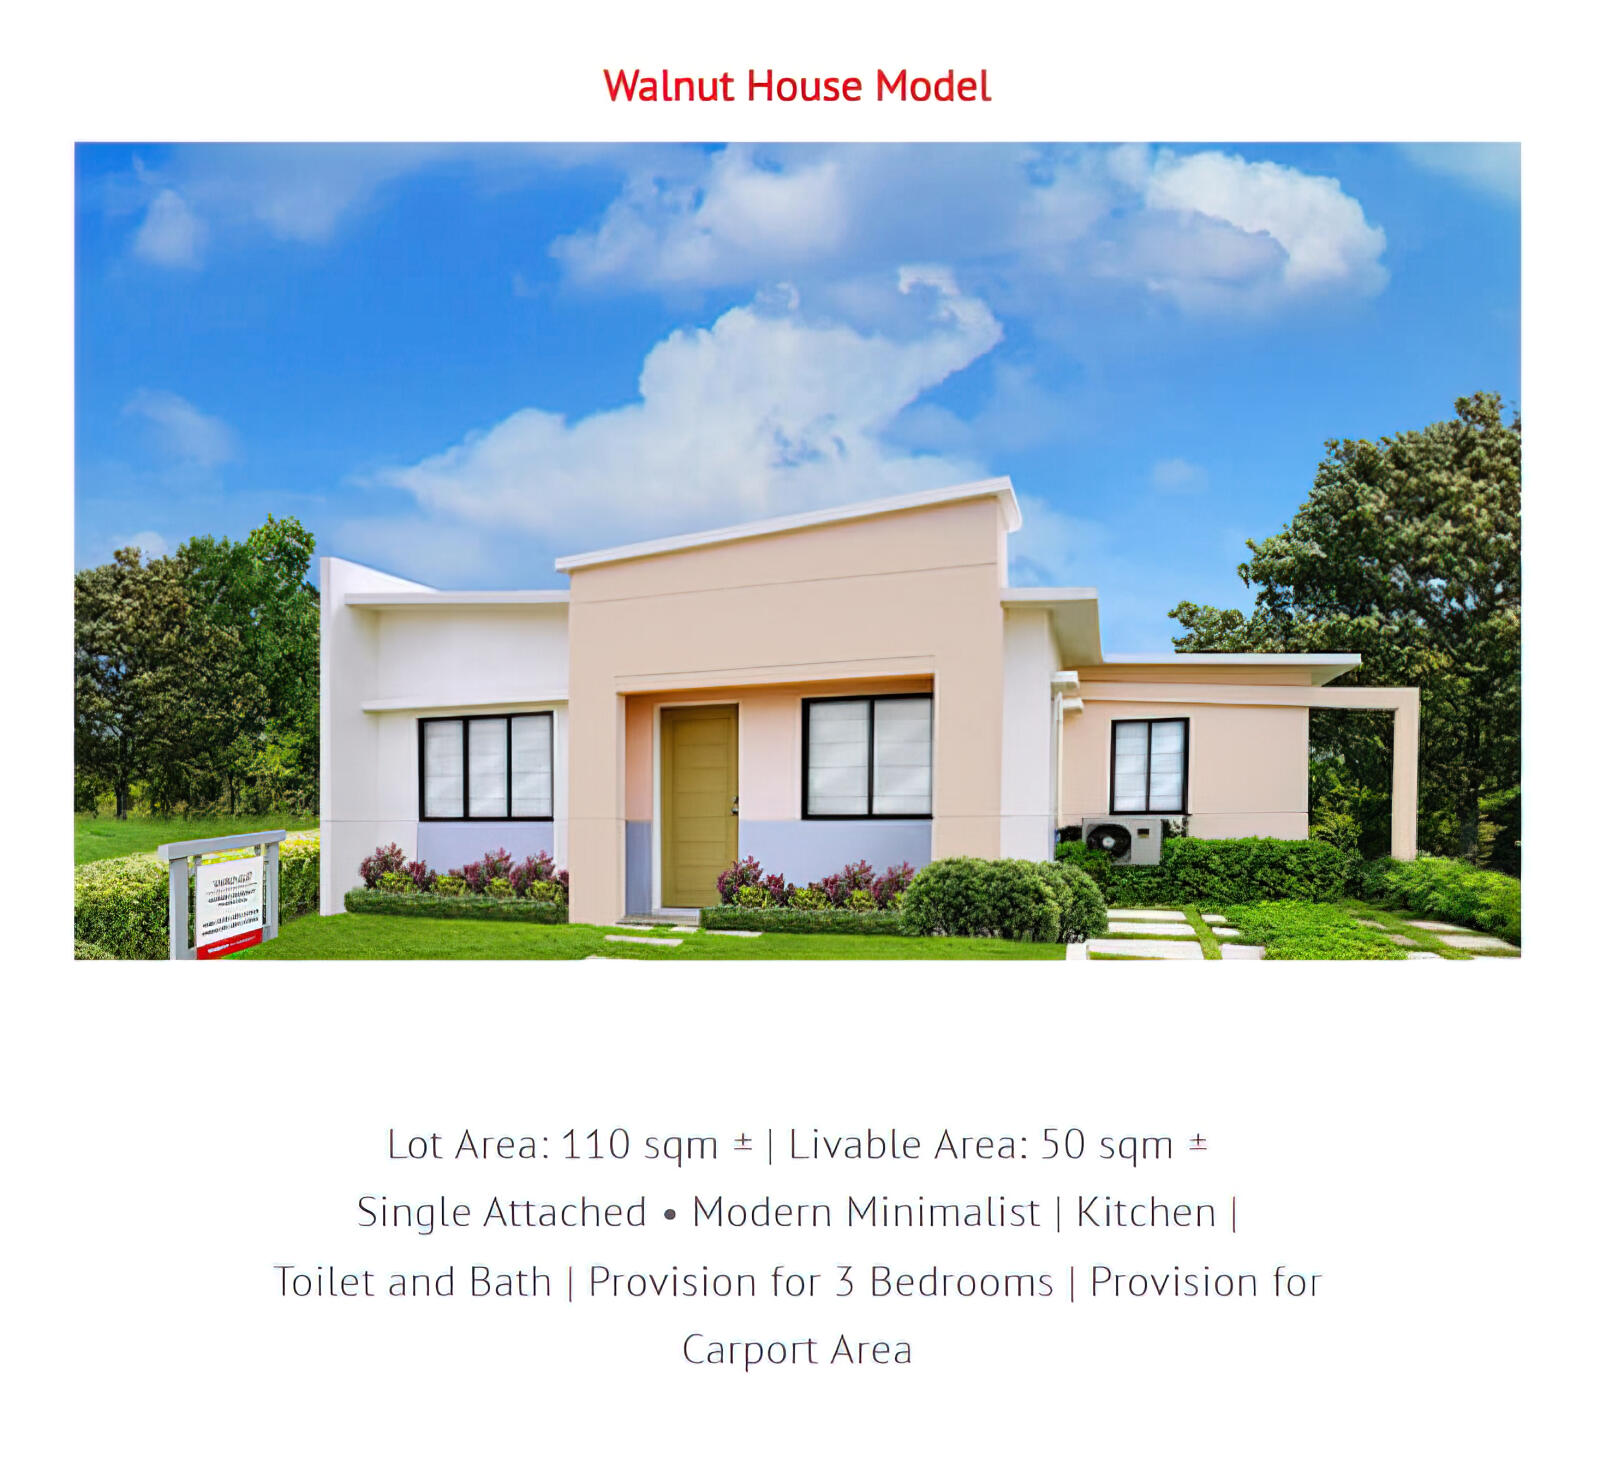 Walnut House Model
Lot Area: 110 sqm ± | Livable Area: 50 sqm ±
Single Attached • Modern Minimalist | Kitchen |
Toilet and Bath | Provision for 3 Bedrooms | Provision for
Carport Area